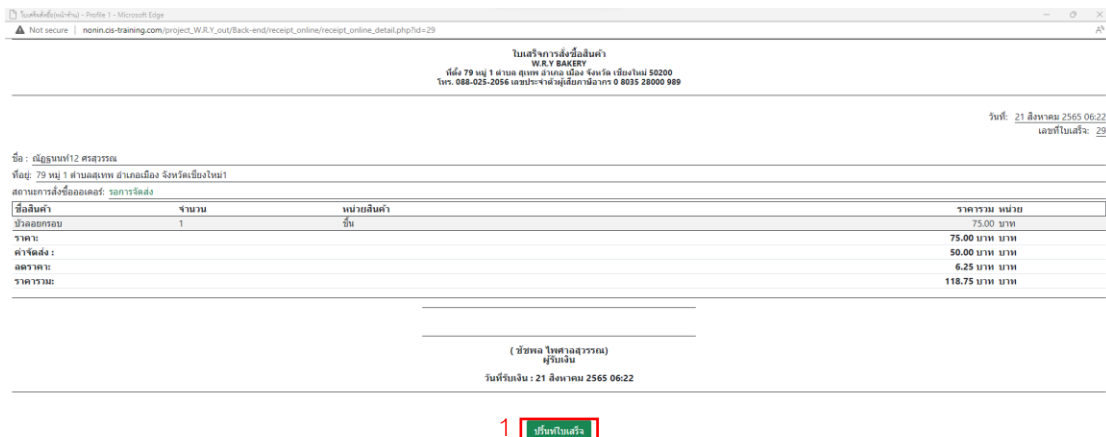 ใบเสร็จสั่งซื้อ(หน้าร้าน) - Profile 1 - Microsoft Edge
Not secure | nonin.cis-training.com/project_W.R.Y_out/Back-end/receipt_online/receipt_online_detail.php?id=29
ใบเสร็จการสั่งซื้อสินค้า
W.R.Y BAKERY
ที่ตั้ง 79 หมู่ 1 ตำบล สุเทพ อำเภอ เมือง จังหวัด เชียงใหม่ 50200
โทร. 088-025-2056 เลขประจำตัวผู้เสียภาษีอากร 0 8035 28000 989
วันที่: 21 สิงหาคม 2565 06:22
เลขที่ใบเสร็จ: 29
ชื่อ : ณัฏฐนนท์12 ศรสุวรรณ
ที่อยู่: 79 หมู่ 1 ตำบลสุเทพ อำเภอเมือง จังหวัดเชียงใหม่1
สถานะการสั่งซื้อออเดอร์: รอการจัดส่ง
ชื่อสินค้า จำนวน หน่วยสินค้า ราคารวม หน่วย
บัวลอยกรอบ 1 ชิ้น 75.00 บาท
ราคา: 75.00 บาท บาท
ค่าจัดส่ง : 50.00 บาท บาท
ลดราคา: 6.25 บาท บาท
ราคารวม: 118.75 บาท บาท
( ชัชพล ไพศาลสุวรรณ)
ผู้รับเงิน
วันที่รับเงิน : 21 สิงหาคม 2565 06:22
1 ปริ้นท์ใบเสร็จ